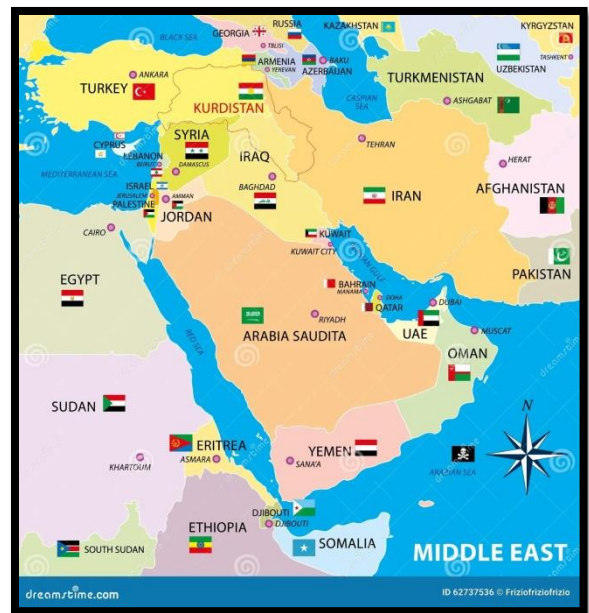 RUSSIA
KAZAKHSTAN
KYRGYZSTAN
BLACK SEA
GEORGIA
TBLISI
UZBEKISTAN
TASHKENT
ARMENIA
YEREVAN
BAKU
AZERBAIJAN
ANKARA
TURKEY
TURKMENISTAN
CASPIAN
SEA
ASHGABAT
KURDISTAN
SYRIA
TEHRAN
CYPRUS
LEBANON
BEIRUT
DAMASCUS
IRAQ
HERAT
MEDITERRANEAN SEA
ISRAEL
BAGHDAD
IRAN
AFGHANISTAN
JERUSALEM
AMMAN
PALESTINE
JORDAN
CAIRO
KUWAIT
KUWAIT CITY
PAKISTAN
EGYPT
BAHRAIN
MANAMA
DOHA
QATAR
DUBAI
RIYADH
ARABIA SAUDITA
UAE
MUSCAT
RED SEA
OMAN
SUDAN
N
ERITREA
ASMARA
YEMEN
SANA'A
KHARTOUM
ARABIAN SEA
DJIBOUTI
DJIBOUTI
ETHIOPIA
SOUTH SUDAN
SOMALIA
MIDDLE EAST
dreamstime.com
ID 62737536 © Friziofriziofrizio